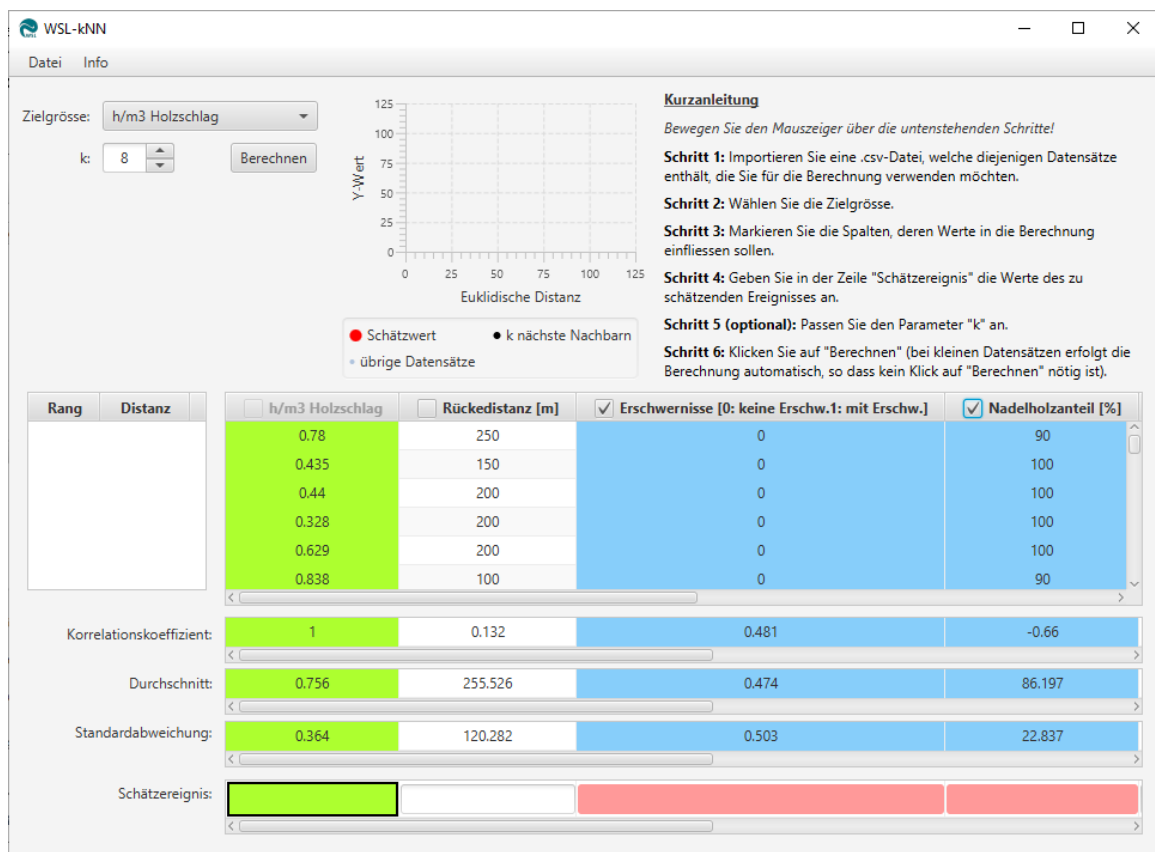 WSL-kNN
Datei Info
Zielgrösse: h/m3 Holzschlag
k: 8 Berechnen
Y-Wert
125
100
75
50
25
0
0 25 50 75 100 125
Euklidische Distanz
Schätzwert k nächste Nachbarn
übrige Datensätze
Kurzanleitung
Bewegen Sie den Mauszeiger über die untenstehenden Schritte!
Schritt 1: Importieren Sie eine .csv-Datei, welche diejenigen Datensätze
enthält, die Sie für die Berechnung verwenden möchten.
Schritt 2: Wählen Sie die Zielgrösse.
Schritt 3: Markieren Sie die Spalten, deren Werte in die Berechnung
einfliessen sollen.
Schritt 4: Geben Sie in der Zeile "Schätzereignis" die Werte des zu
schätzenden Ereignisses an.
Schritt 5 (optional): Passen Sie den Parameter "k" an.
Schritt 6: Klicken Sie auf "Berechnen" (bei kleinen Datensätzen erfolgt die
Berechnung automatisch, so dass kein Klick auf "Berechnen" nötig ist).
Rang Distanz h/m3 Holzschlag Rückedistanz [m] Erschwernisse [0: keine Erschw.1: mit Erschw.] Nadelholzanteil [%]
0.78 250 0 90
0.435 150 0 100
0.44 200 0 100
0.328 200 0 100
0.629 200 0 100
0.838 100 0 90
Korrelationskoeffizient: 1 0.132 0.481 -0.66
Durchschnitt: 0.756 255.526 0.474 86.197
Standardabweichung: 0.364 120.282 0.503 22.837
Schätzereignis: